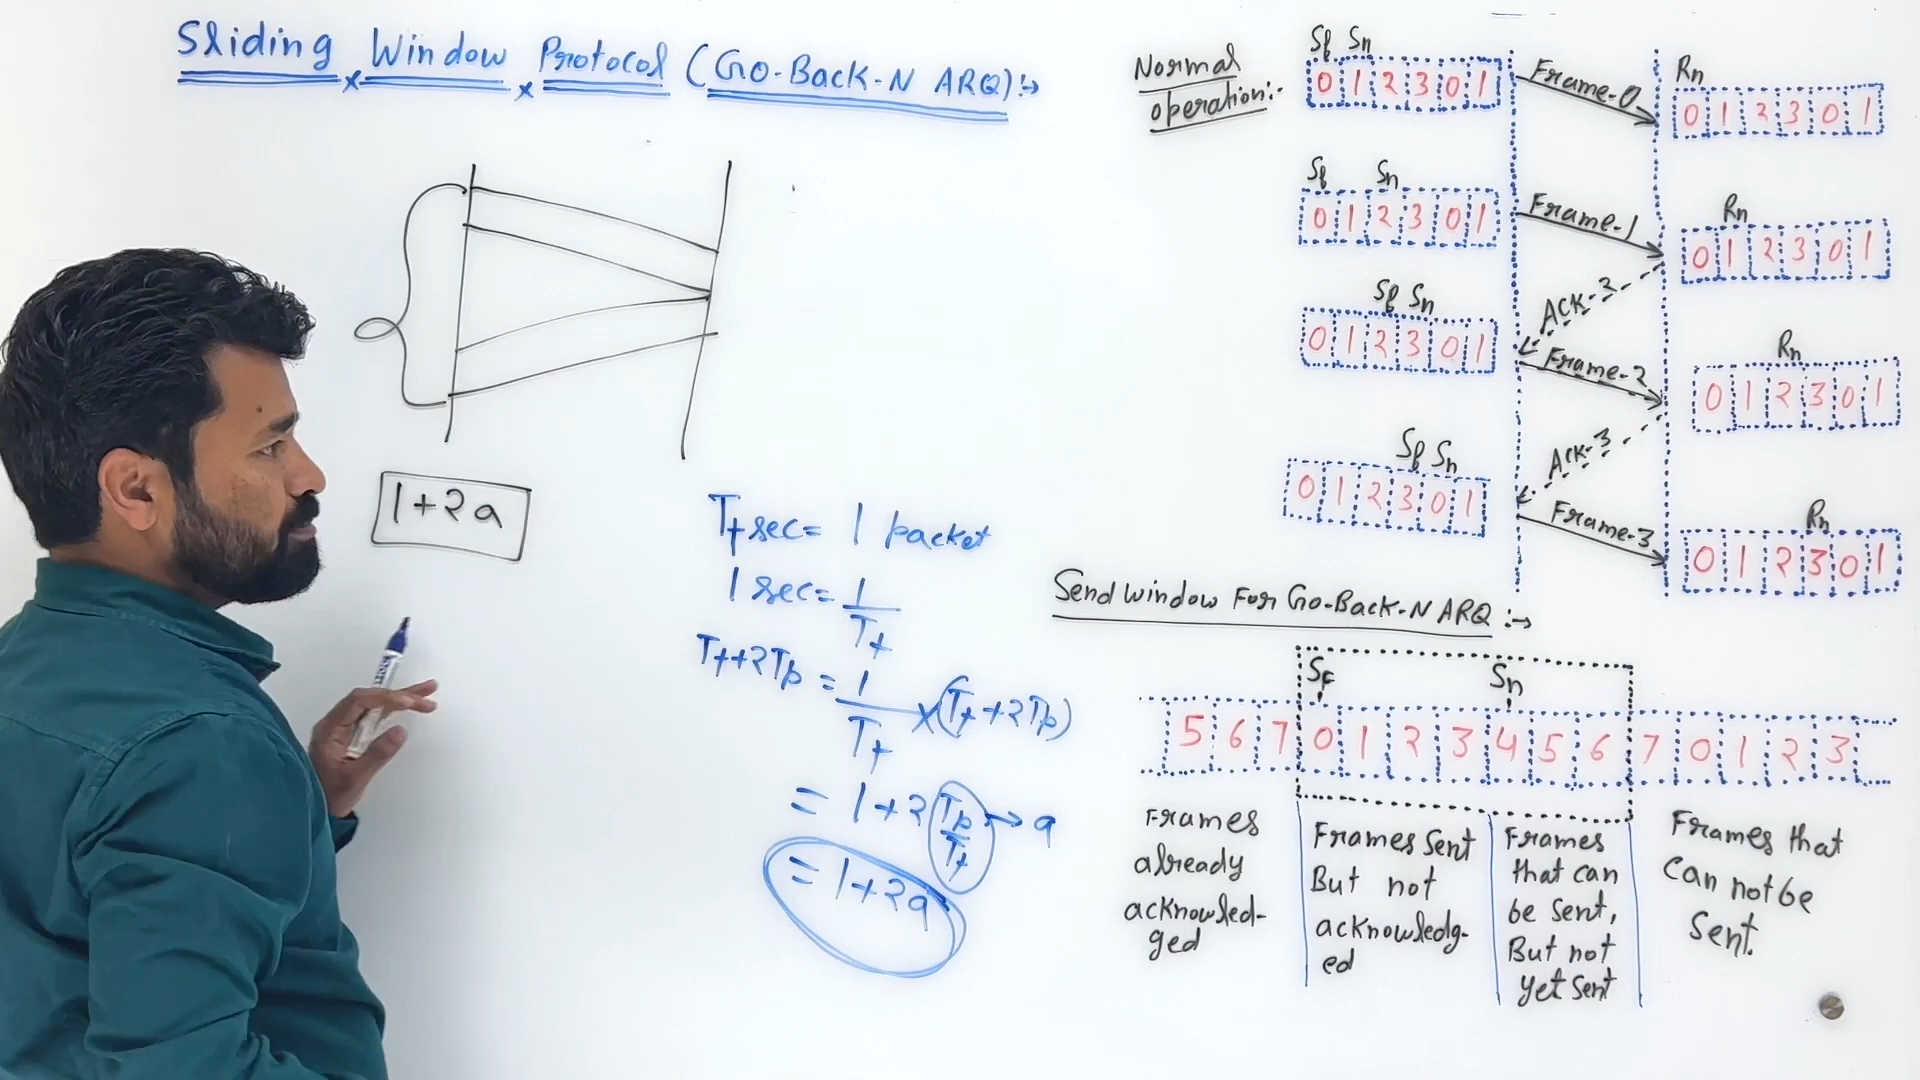 Sliding Window Protocol (Go-Back-N ARQ):→
1+2a
Tt sec= 1 packet
1 sec= 1/Tt
Tt+2Tp = 1/Tt × (Tt+2Tp)
= 1+2 Tp/Tt → a
= 1+2a
Normal
operation:-
Sf Sn
0 1 2 3 0 1
Frame-0
Rn
0 1 2 3 0 1
Sf Sn
0 1 2 3 0 1
Frame-1
Rn
0 1 2 3 0 1
ACK-2
Sf Sn
0 1 2 3 0 1
Frame-2
Rn
0 1 2 3 0 1
ACK-3
Sf Sn
0 1 2 3 0 1
Frame-3
Rn
0 1 2 3 0 1
Send window For Go-Back-N ARQ :→
Sf Sn
5 6 7 0 1 2 3 4 5 6 7 0 1 2 3
Frames
already
acknowled-
ged
Frames Sent
But not
acknowledg-
ed
Frames
that can
be sent,
But not
yet sent
Frames that
Can not be
Sent.